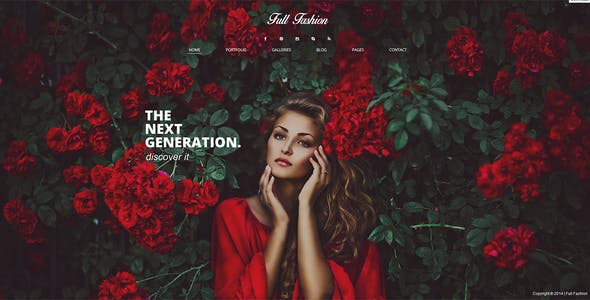 Full Fashion
HOME PORTFOLIO GALLERIES BLOG PAGES CONTACT
THE
NEXT
GENERATION.
discover it
Copyright © 2014 | Full Fashion